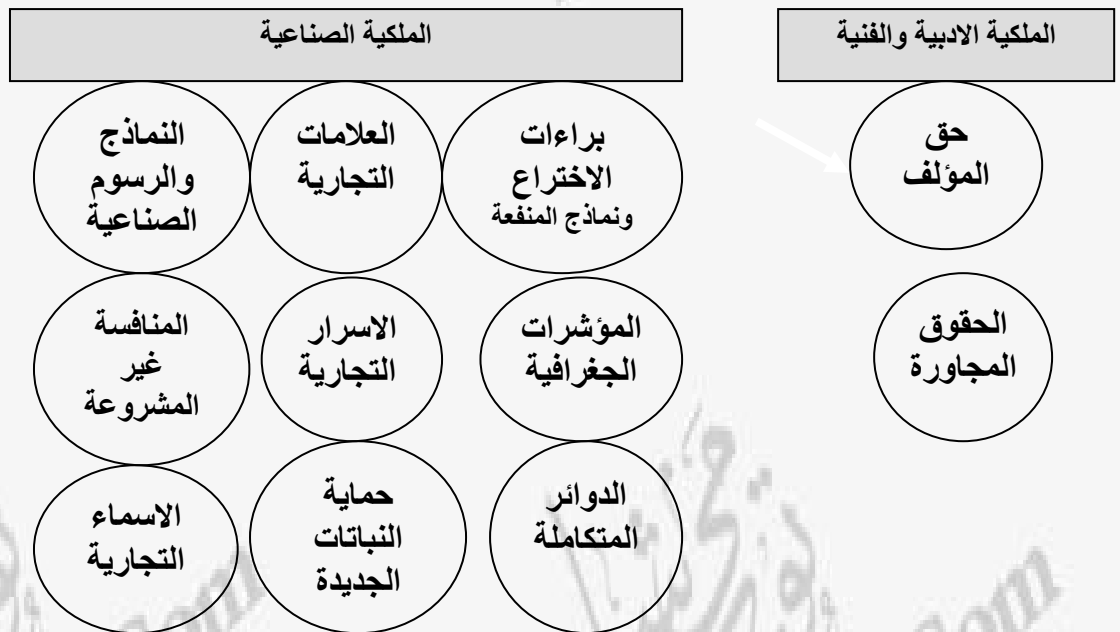 الملكية الادبية والفنية
حق
المؤلف
الحقوق
المجاورة
الملكية الصناعية
براءات
الاختراع
ونماذج المنفعة
العلامات
التجارية
النماذج
والرسوم
الصناعية
المؤشرات
الجغرافية
الاسرار
التجارية
المنافسة
غير
المشروعة
الدوائر
المتكاملة
حماية
النباتات
الجديدة
الاسماء
التجارية